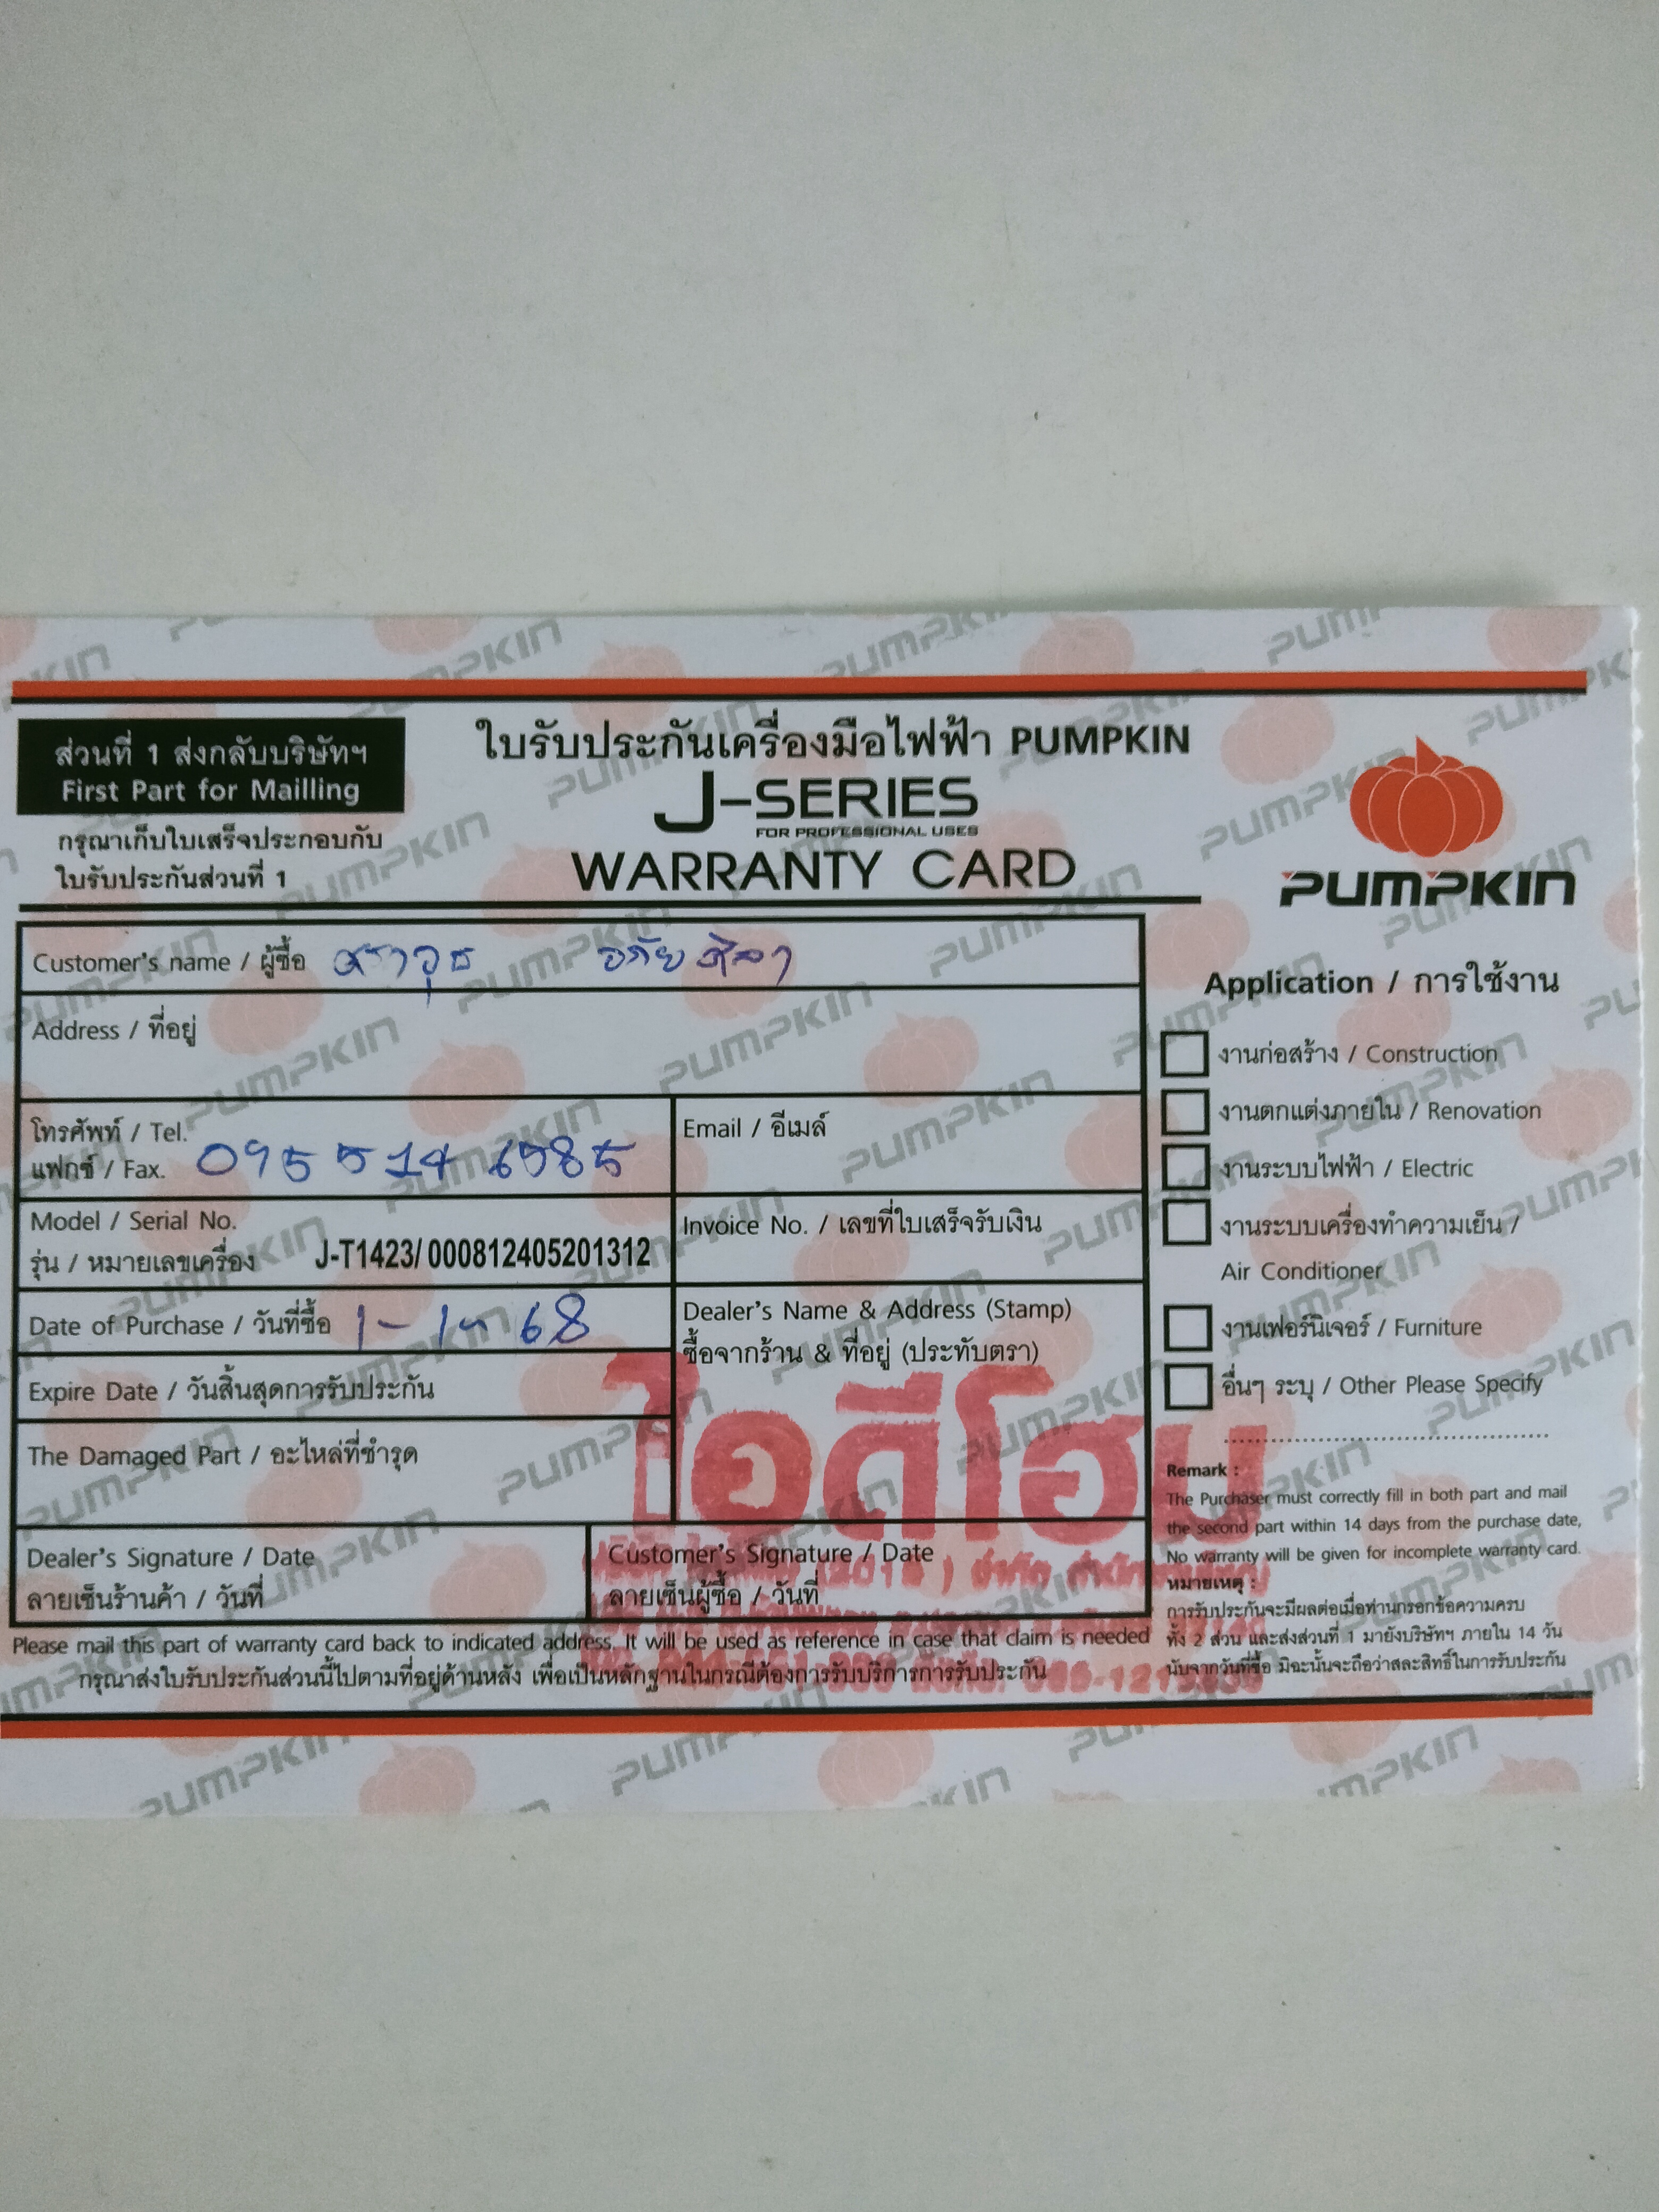 ส่วนที่ 1 ส่งกลับบริษัทฯ
First Part for Mailling
กรุณาเก็บใบเสร็จประกอบกับ
ใบรับประกันส่วนที่ 1
ใบรับประกันเครื่องมือไฟฟ้า PUMPKIN
J-SERIES
FOR PROFESSIONAL USES
WARRANTY CARD
PUMPKIN
Customer's name / ผู้ซื้อ ศราวุธ อภัยศิลา
Address / ที่อยู่
โทรศัพท์ / Tel.
แฟกซ์ / Fax. 095 514 6585
Email / อีเมล์
Model / Serial No.
รุ่น / หมายเลขเครื่อง J-T1423/ 000812405201312
Invoice No. / เลขที่ใบเสร็จรับเงิน
Date of Purchase / วันที่ซื้อ 68
Expire Date / วันสิ้นสุดการรับประกัน
The Damaged Part / อะไหล่ที่ชำรุด
Dealer's Name & Address (Stamp)
ซื้อจากร้าน & ที่อยู่ (ประทับตรา)
ไอดีโฮม
Dealer's Signature / Date
ลายเซ็นร้านค้า / วันที่
Customer's Signature / Date
ลายเซ็นผู้ซื้อ / วันที่
Please mail this part of warranty card back to indicated address. It will be used as reference in case that claim is needed
กรุณาส่งใบรับประกันส่วนนี้ไปตามที่อยู่ด้านหลัง เพื่อเป็นหลักฐานในกรณีต้องการรับบริการการรับประกัน
Application / การใช้งาน
งานก่อสร้าง / Construction
งานตกแต่งภายใน / Renovation
งานระบบไฟฟ้า / Electric
งานระบบเครื่องทำความเย็น /
Air Conditioner
งานเฟอร์นิเจอร์ / Furniture
อื่นๆ ระบุ / Other Please Specify
Remark :
The Purchaser must correctly fill in both part and mail
the second part within 14 days from the purchase date,
No warranty will be given for incomplete warranty card.
หมายเหตุ :
การรับประกันจะมีผลต่อเมื่อท่านกรอกข้อความครบ
ทั้ง 2 ส่วน และส่งส่วนที่ 1 มายังบริษัทฯ ภายใน 14 วัน
นับจากวันที่ซื้อ มิฉะนั้นจะถือว่าสละสิทธิ์ในการรับประกัน